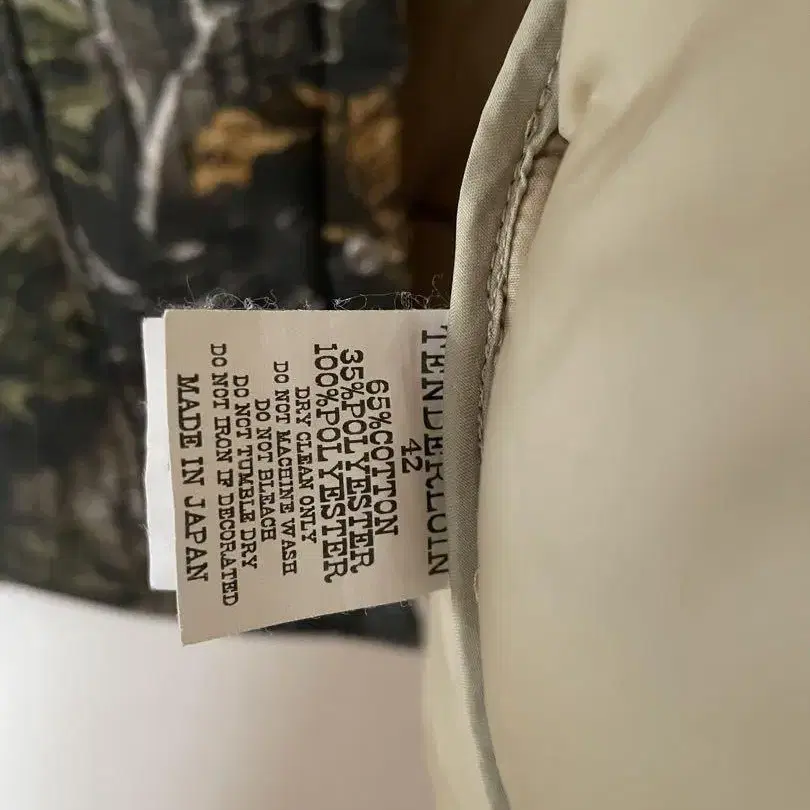 TENDERLOIN
42
65%COTTON
35%POLYESTER
100%POLYESTER
DRY CLEAN ONLY
DO NOT MACHINE WASH
DO NOT BLEACH
DO NOT TUMBLE DRY
DO NOT IRON IF DECORATED
MADE IN JAPAN